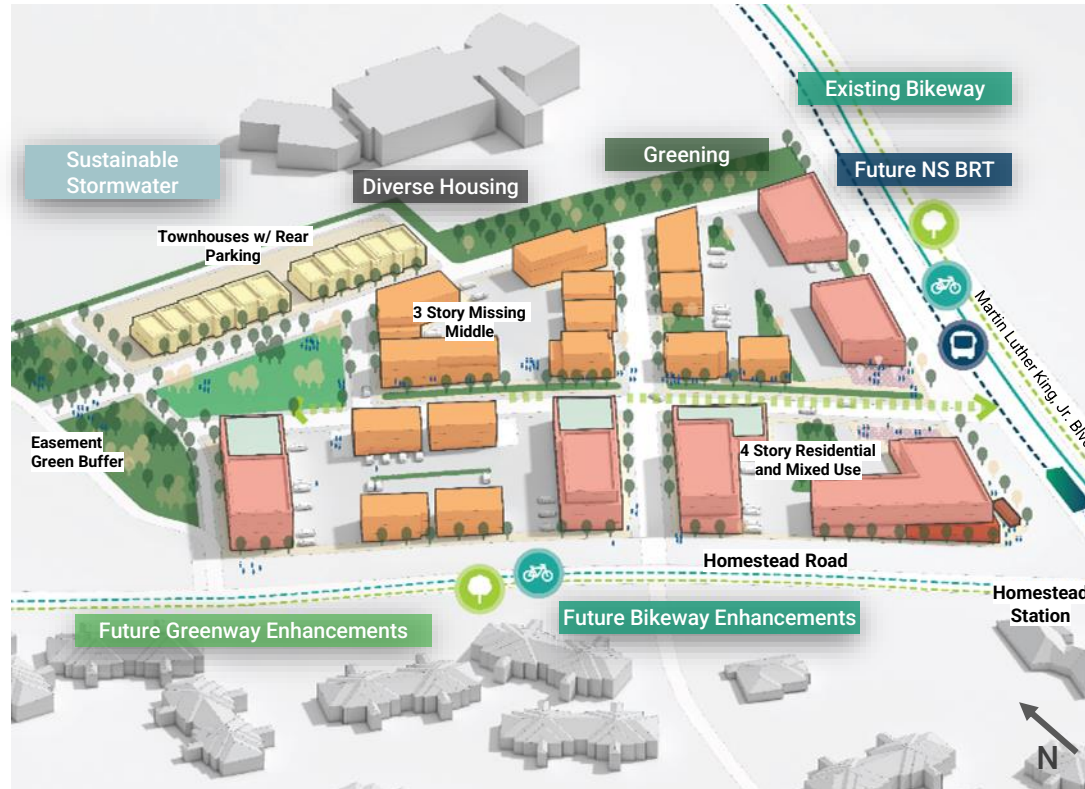 Existing Bikeway
Sustainable
Stormwater
Greening
Diverse Housing
Future NS BRT
Townhouses w/ Rear
Parking
3 Story Missing
Middle
Martin Luther King, Jr. Blvd
Easement
Green Buffer
4 Story Residential
and Mixed Use
Homestead Road
Homestead
Station
Future Greenway Enhancements
Future Bikeway Enhancements
N